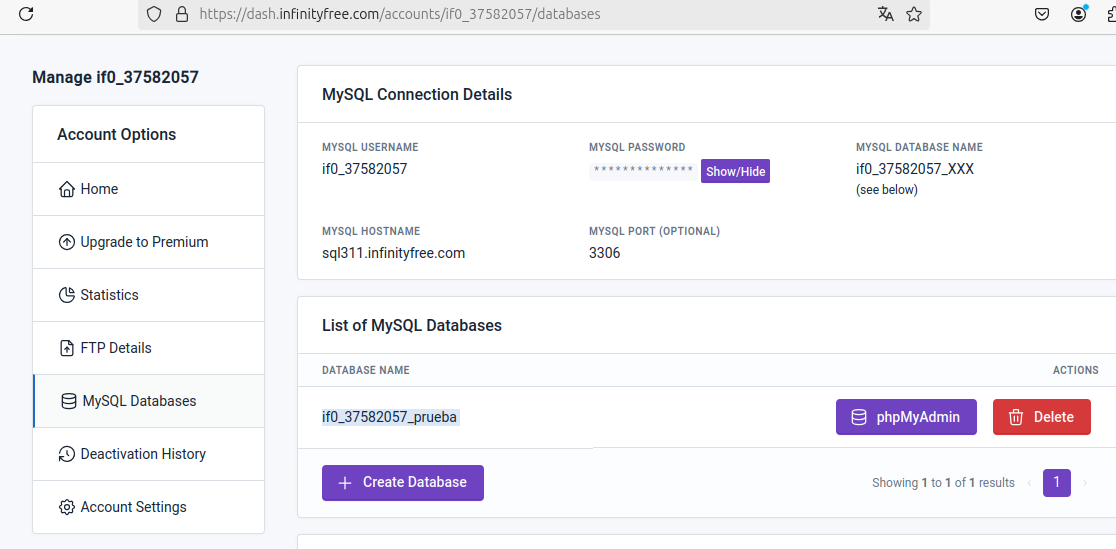 https://dash.infinityfree.com/accounts/if0_37582057/databases
Manage if0_37582057
Account Options
Home
Upgrade to Premium
Statistics
FTP Details
MySQL Databases
Deactivation History
Account Settings
MySQL Connection Details
MYSQL USERNAME
if0_37582057
MYSQL PASSWORD
************** Show/Hide
MYSQL DATABASE NAME
if0_37582057_XXX
(see below)
MYSQL HOSTNAME
sql311.infinityfree.com
MYSQL PORT (OPTIONAL)
3306
List of MySQL Databases
DATABASE NAME ACTIONS
if0_37582057_prueba phpMyAdmin Delete
Create Database Showing 1 to 1 of 1 results ‹ 1 ›